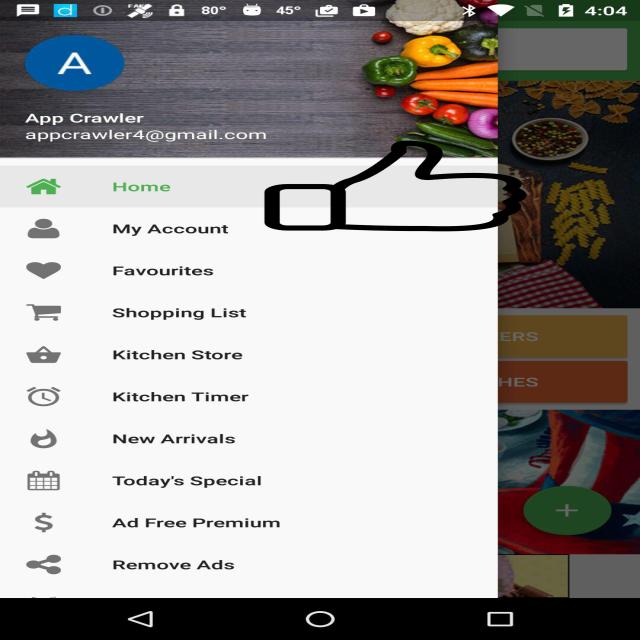 80° 45° 4:04
A
App Crawler
appcrawler4@gmail.com
Home
My Account
Favourites
Shopping List
Kitchen Store
Kitchen Timer
New Arrivals
Today's Special
Ad Free Premium
Remove Ads
ERS
HES